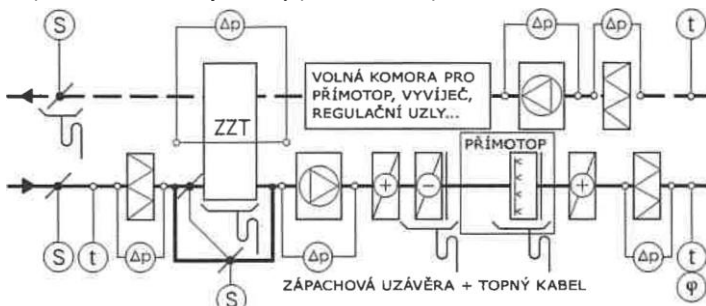 S
Δp
Δp
Δp
t
VOLNÁ KOMORA PRO
PŘÍMOTOP, VYVÍJEČ,
REGULAČNÍ UZLY...
ZZT
PŘÍMOTOP
+
−
+
S
t
Δp
Δp
Δp
t
S
ZÁPACHOVÁ UZÁVĚRA + TOPNÝ KABEL
φ